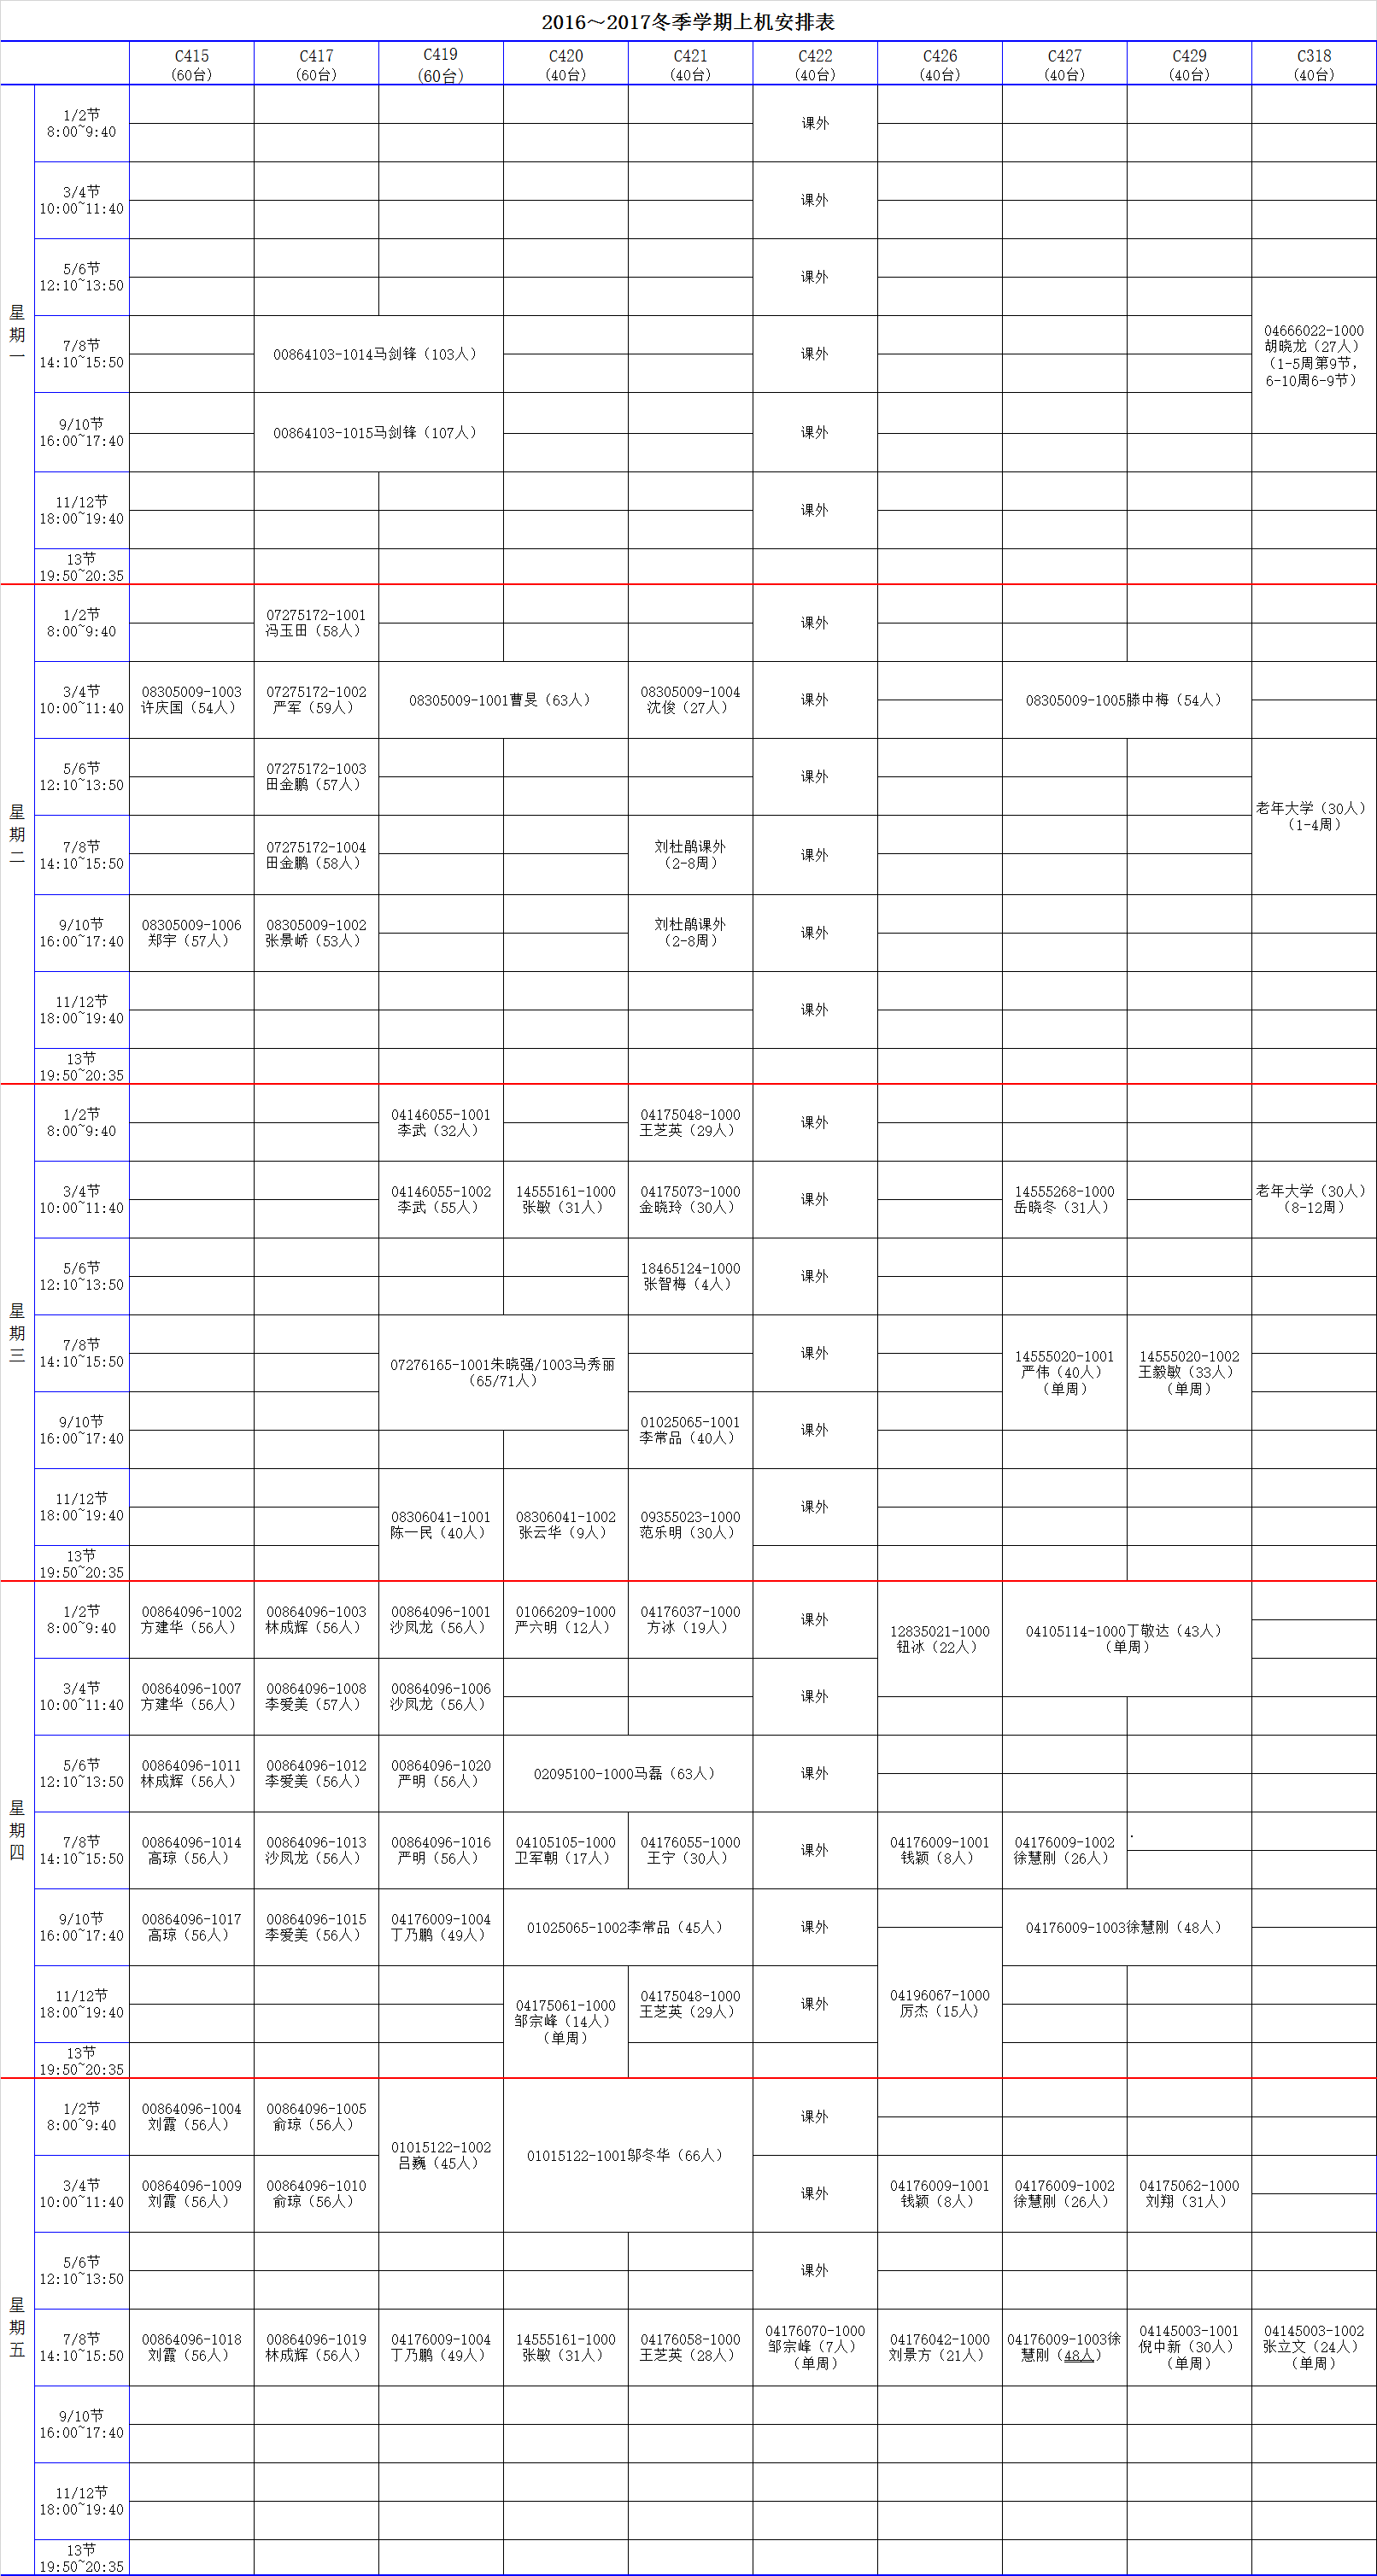 2016～2017冬季学期上机安排表
C415 C417 C419 C420 C421 C422 C426 C427 C429 C318
(60台) (60台) (60台) (40台) (40台) (40台) (40台) (40台) (40台) (40台)
星期一
1/2节
8:00~9:40
课外
3/4节
10:00~11:40
课外
5/6节
12:10~13:50
课外
04666022-1000
胡晓龙（27人）
（1-5周第9节，
6-10周6-9节）
7/8节
14:10~15:50
00864103-1014马剑锋（103人）
课外
9/10节
16:00~17:40
00864103-1015马剑锋（107人）
课外
11/12节
18:00~19:40
课外
13节
19:50~20:35
星期二
1/2节
8:00~9:40
07275172-1001
冯玉田（58人）
课外
3/4节
10:00~11:40
08305009-1003
许庆国（54人）
07275172-1002
严军（59人）
08305009-1001曹旻（63人）
08305009-1004
沈俊（27人）
课外
08305009-1005滕中梅（54人）
5/6节
12:10~13:50
07275172-1003
田金鹏（57人）
课外
老年大学（30人）
（1-4周）
7/8节
14:10~15:50
07275172-1004
田金鹏（58人）
刘杜鹃课外
（2-8周）
课外
9/10节
16:00~17:40
08305009-1006
郑宇（57人）
08305009-1002
张景峤（53人）
刘杜鹃课外
（2-8周）
课外
11/12节
18:00~19:40
课外
13节
19:50~20:35
星期三
1/2节
8:00~9:40
04146055-1001
李武（32人）
04175048-1000
王芝英（29人）
课外
3/4节
10:00~11:40
04146055-1002
李武（55人）
14555161-1000
张敏（31人）
04175073-1000
金晓玲（30人）
课外
14555268-1000
岳晓冬（31人）
老年大学（30人）
（8-12周）
5/6节
12:10~13:50
18465124-1000
张智梅（4人）
课外
7/8节
14:10~15:50
07276165-1001朱晓强/1003马秀丽
（65/71人）
课外
14555020-1001
严伟（40人）
（单周）
14555020-1002
王毅敏（33人）
（单周）
9/10节
16:00~17:40
01025065-1001
李常品（40人）
课外
11/12节
18:00~19:40
08306041-1001
陈一民（40人）
08306041-1002
张云华（9人）
09355023-1000
范乐明（30人）
课外
13节
19:50~20:35
星期四
1/2节
8:00~9:40
00864096-1002
方建华（56人）
00864096-1003
林成辉（56人）
00864096-1001
沙凤龙（56人）
01066209-1000
严六明（12人）
04176037-1000
方冰（19人）
课外
12835021-1000
钮冰（22人）
04105114-1000丁敬达（43人）
（单周）
3/4节
10:00~11:40
00864096-1007
方建华（56人）
00864096-1008
李爱美（57人）
00864096-1006
沙凤龙（56人）
课外
5/6节
12:10~13:50
00864096-1011
林成辉（56人）
00864096-1012
李爱美（56人）
00864096-1020
严明（56人）
02095100-1000马磊（63人）
课外
7/8节
14:10~15:50
00864096-1014
高琼（56人）
00864096-1013
沙凤龙（56人）
00864096-1016
严明（56人）
04105105-1000
卫军朝（17人）
04176055-1000
王宁（30人）
课外
04176009-1001
钱颖（8人）
04176009-1002
徐慧刚（26人）
.
9/10节
16:00~17:40
00864096-1017
高琼（56人）
00864096-1015
李爱美（56人）
04176009-1004
丁乃鹏（49人）
01025065-1002李常品（45人）
课外
04176009-1003徐慧刚（48人）
11/12节
18:00~19:40
04175061-1000
邹宗峰（14人）
（单周）
04175048-1000
王芝英（29人）
课外
04196067-1000
厉杰（15人）
13节
19:50~20:35
星期五
1/2节
8:00~9:40
00864096-1004
刘霞（56人）
00864096-1005
俞琼（56人）
01015122-1002
吕巍（45人）
01015122-1001邬冬华（66人）
课外
3/4节
10:00~11:40
00864096-1009
刘霞（56人）
00864096-1010
俞琼（56人）
课外
04176009-1001
钱颖（8人）
04176009-1002
徐慧刚（26人）
04175062-1000
刘翔（31人）
5/6节
12:10~13:50
课外
7/8节
14:10~15:50
00864096-1018
刘霞（56人）
00864096-1019
林成辉（56人）
04176009-1004
丁乃鹏（49人）
14555161-1000
张敏（31人）
04176058-1000
王芝英（28人）
04176070-1000
邹宗峰（7人）
（单周）
04176042-1000
刘景方（21人）
04176009-1003徐
慧刚（48人）
04145003-1001
倪中新（30人）
（单周）
04145003-1002
张立文（24人）
（单周）
9/10节
16:00~17:40
11/12节
18:00~19:40
13节
19:50~20:35